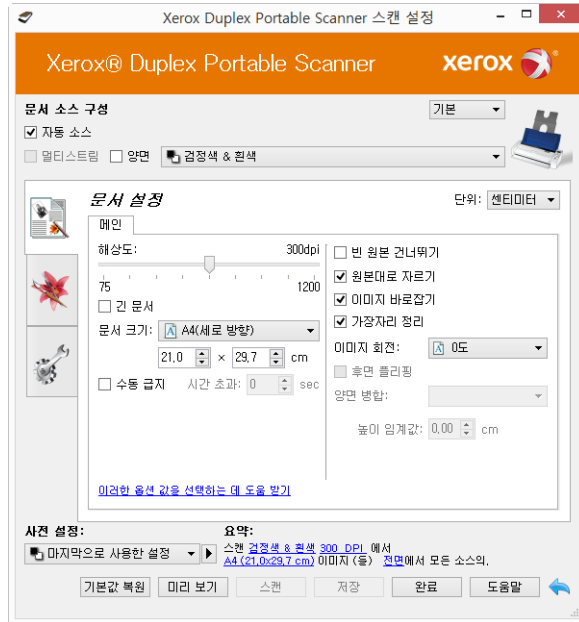 Xerox Duplex Portable Scanner 스캔 설정
Xerox® Duplex Portable Scanner
xerox
문서 소스 구성
기본
자동 소스
멀티스트림 양면 검정색 & 흰색
문서 설정
단위: 센티미터
메인
해상도: 300dpi
75 1200
긴 문서
문서 크기: A4(세로 방향)
21,0 × 29,7 cm
수동 급지 시간 초과: 0 sec
빈 원본 건너뛰기
원본대로 자르기
이미지 바로잡기
가장자리 정리
이미지 회전: 0도
후면 플리핑
양면 병합:
높이 임계값: 0,00 cm
이러한 옵션 값을 선택하는 데 도움 받기
사전 설정:
마지막으로 사용한 설정
요약:
스캔 검정색 & 흰색 300 DPI 에서
A4 (21,0x29,7 cm) 이미지 (을) 전면에서 모든 소스의,
기본값 복원 미리 보기 스캔 저장 완료 도움말